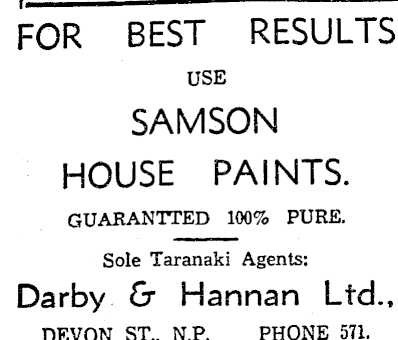 FOR BEST RESULTS
USE
SAMSON
HOUSE PAINTS.
GUARANTTED 100% PURE.
Sole Taranaki Agents:
Darby & Hannan Ltd.,
DEVON ST., N.P. PHONE 571.